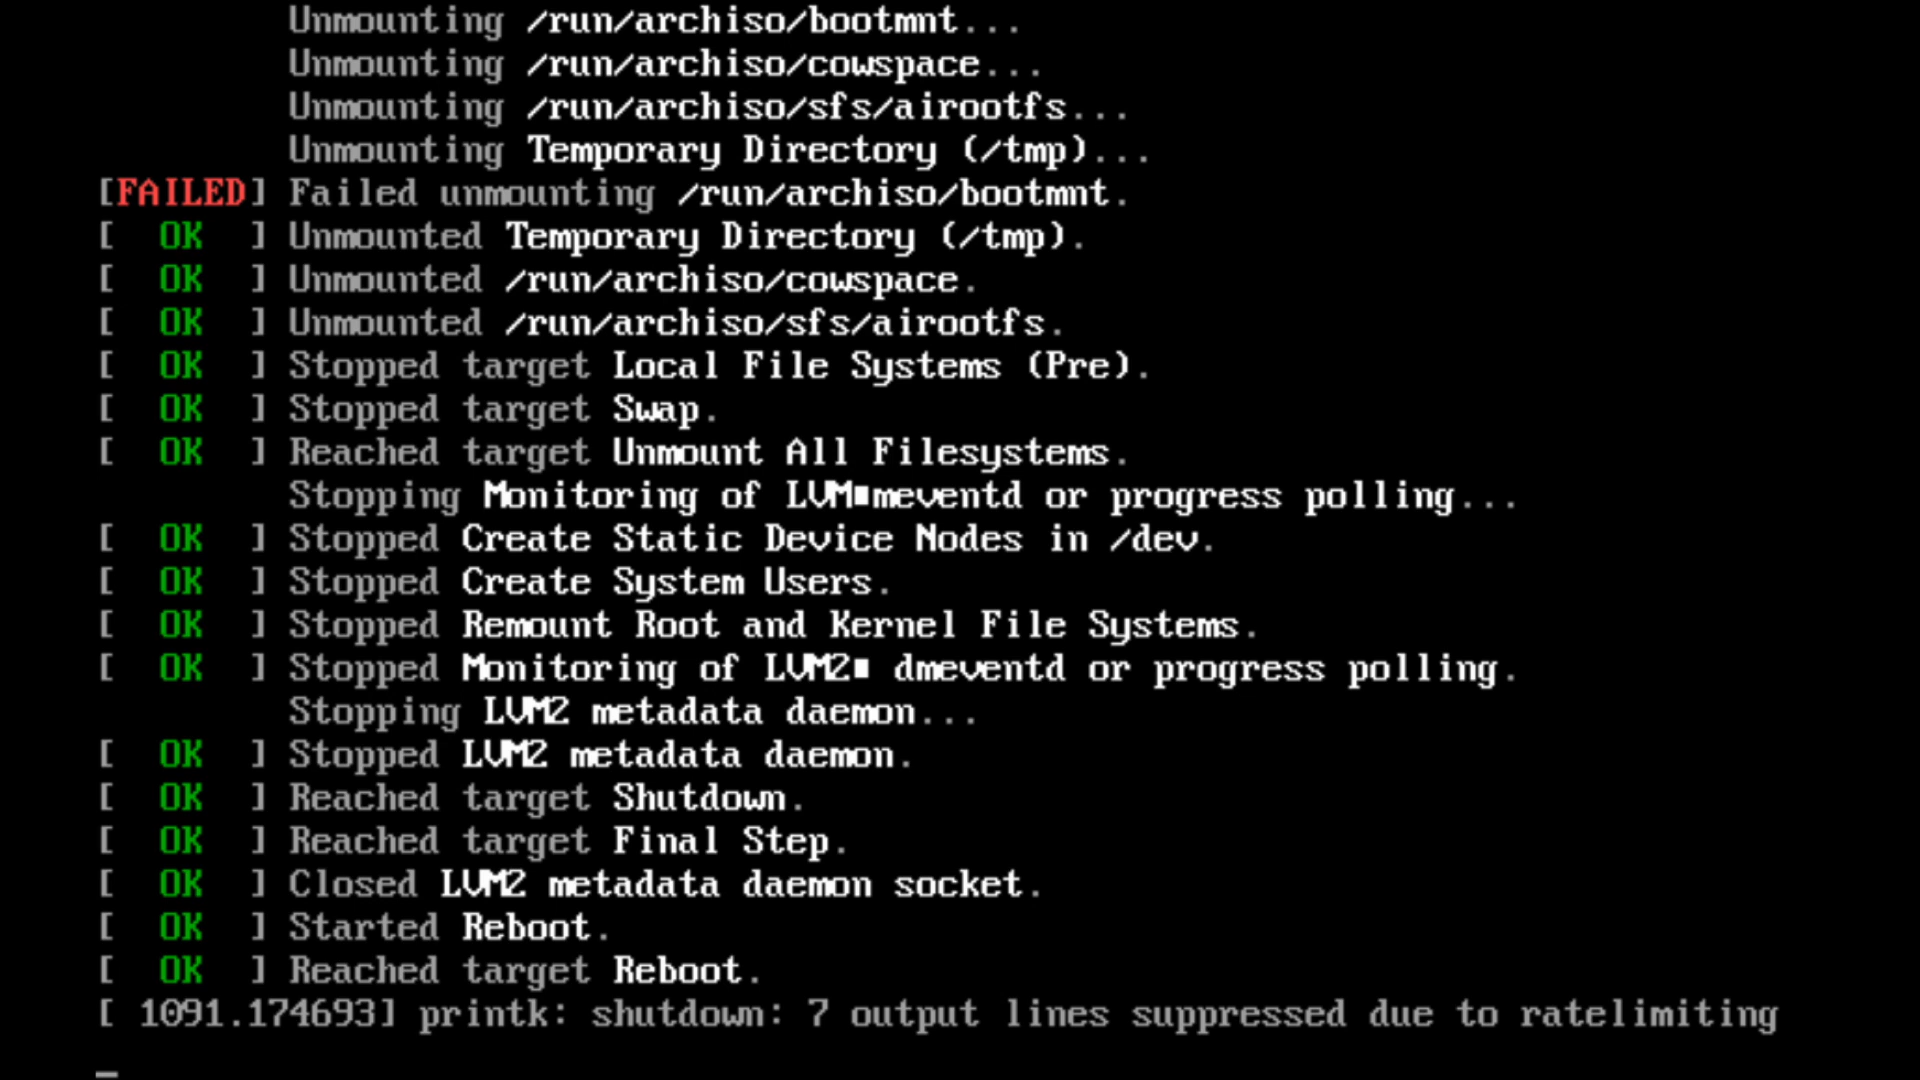 Unmounting /run/archiso/bootmnt...
Unmounting /run/archiso/cowspace...
Unmounting /run/archiso/sfs/airootfs...
Unmounting Temporary Directory (/tmp)...
[FAILED] Failed unmounting /run/archiso/bootmnt.
[  OK  ] Unmounted Temporary Directory (/tmp).
[  OK  ] Unmounted /run/archiso/cowspace.
[  OK  ] Unmounted /run/archiso/sfs/airootfs.
[  OK  ] Stopped target Local File Systems (Pre).
[  OK  ] Stopped target Swap.
[  OK  ] Reached target Unmount All Filesystems.
Stopping Monitoring of LVM■meventd or progress polling...
[  OK  ] Stopped Create Static Device Nodes in /dev.
[  OK  ] Stopped Create System Users.
[  OK  ] Stopped Remount Root and Kernel File Systems.
[  OK  ] Stopped Monitoring of LVM2■ dmeventd or progress polling.
Stopping LVM2 metadata daemon...
[  OK  ] Stopped LVM2 metadata daemon.
[  OK  ] Reached target Shutdown.
[  OK  ] Reached target Final Step.
[  OK  ] Closed LVM2 metadata daemon socket.
[  OK  ] Started Reboot.
[  OK  ] Reached target Reboot.
[ 1091.174693] printk: shutdown: 7 output lines suppressed due to ratelimiting
_